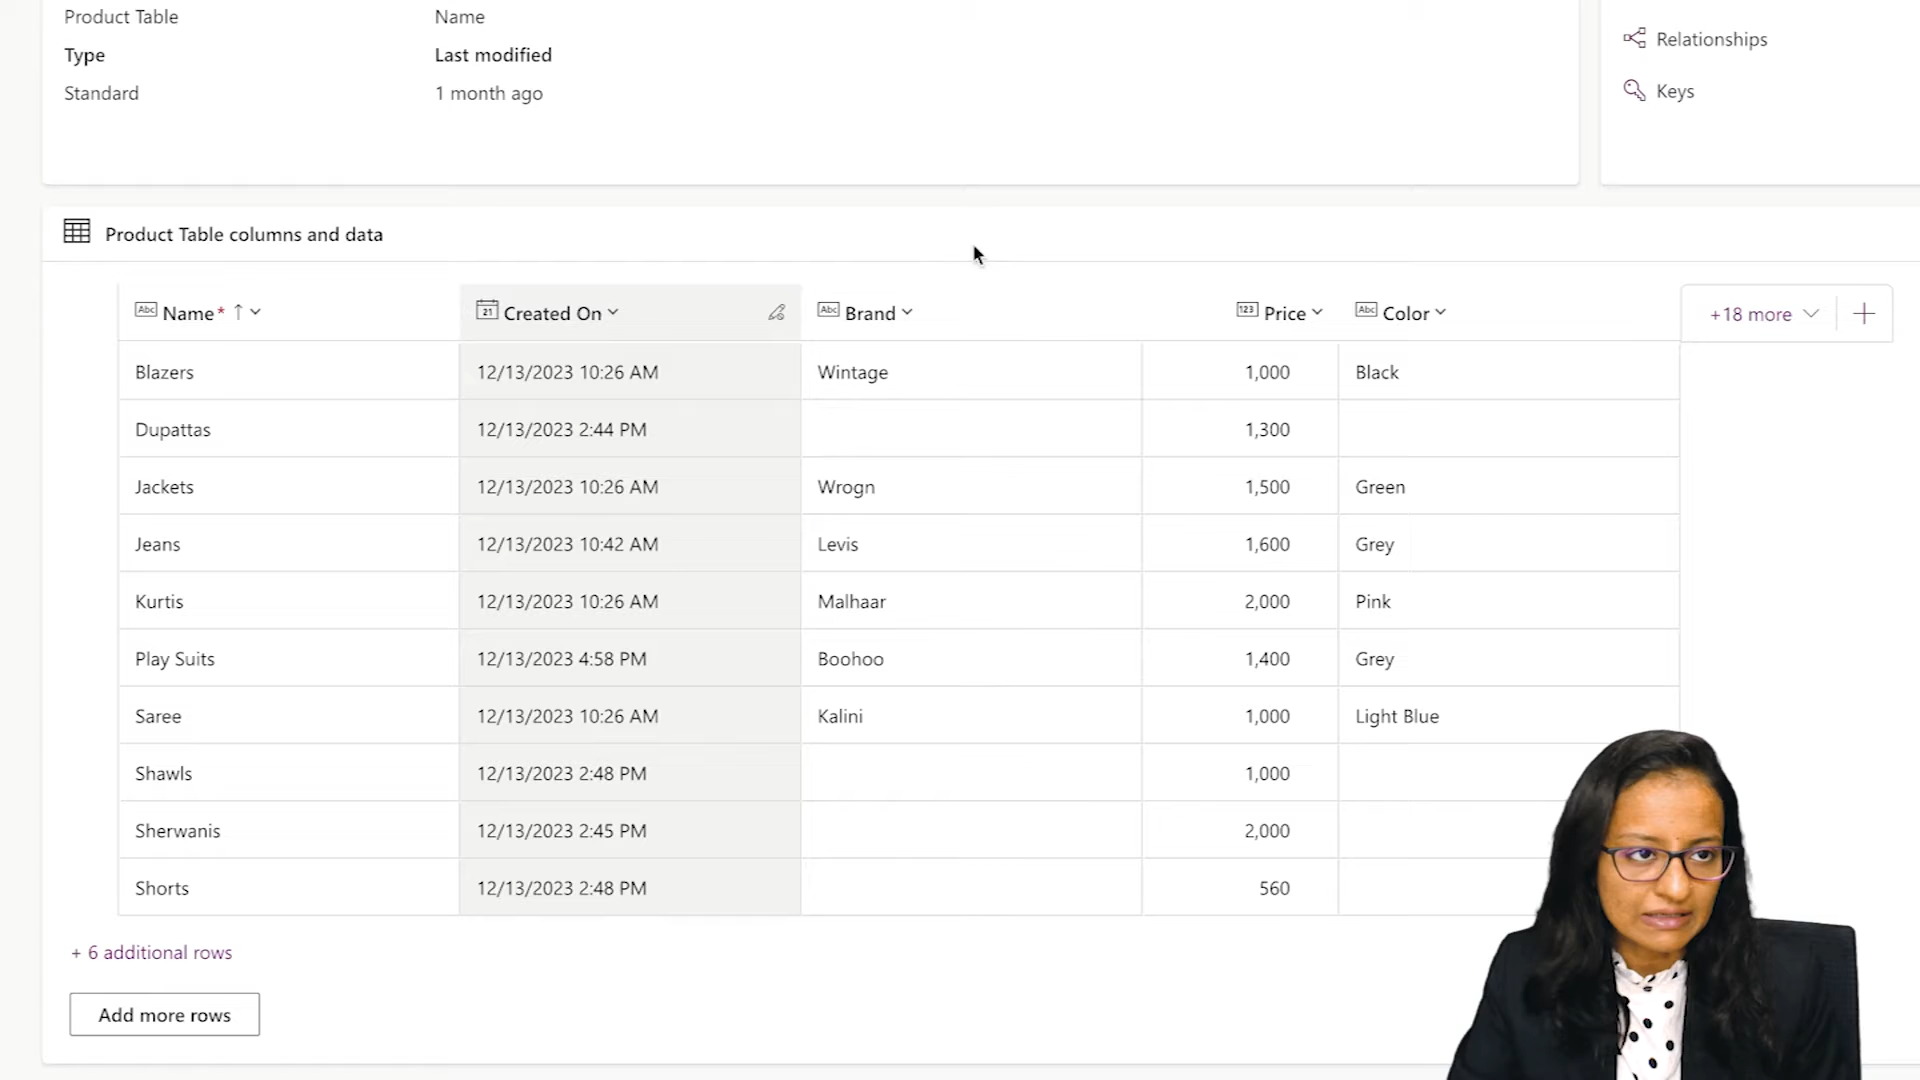 Product Table Name
Type Last modified
Standard 1 month ago
Relationships
Keys
Product Table columns and data
Abc Name* ↑ 21 Created On Abc Brand 123 Price Abc Color +18 more +
Blazers 12/13/2023 10:26 AM Wintage 1,000 Black
Dupattas 12/13/2023 2:44 PM 1,300
Jackets 12/13/2023 10:26 AM Wrogn 1,500 Green
Jeans 12/13/2023 10:42 AM Levis 1,600 Grey
Kurtis 12/13/2023 10:26 AM Malhaar 2,000 Pink
Play Suits 12/13/2023 4:58 PM Boohoo 1,400 Grey
Saree 12/13/2023 10:26 AM Kalini 1,000 Light Blue
Shawls 12/13/2023 2:48 PM 1,000
Sherwanis 12/13/2023 2:45 PM 2,000
Shorts 12/13/2023 2:48 PM 560
+ 6 additional rows
Add more rows